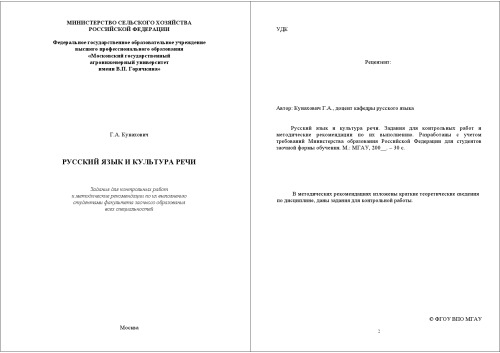 МИНИСТЕРСТВО СЕЛЬСКОГО ХОЗЯЙСТВА
РОССИЙСКОЙ ФЕДЕРАЦИИ
Федеральное государственное образовательное учреждение
высшего профессионального образования
«Московский государственный
агроинженерный университет
имени В.П. Горячкина»
Г.А. Кунахович
РУССКИЙ ЯЗЫК И КУЛЬТУРА РЕЧИ
Задания для контрольных работ
и методические рекомендации по их выполнению
студентами факультета заочного образования
всех специальностей
Москва
УДК
Рецензент:
Автор: Кунахович Г.А., доцент кафедры русского языка
Русский язык и культура речи. Задания для контрольных работ и
методические рекомендации по их выполнению. Разработаны с учетом
требований Министерства образования Российской Федерации для студентов
заочной формы обучения. М.: МГАУ, 200__. – 30 с.
В методических рекомендациях изложены краткие теоретические сведения
по дисциплине, даны задания для контрольной работы.
© ФГОУ ВПО МГАУ